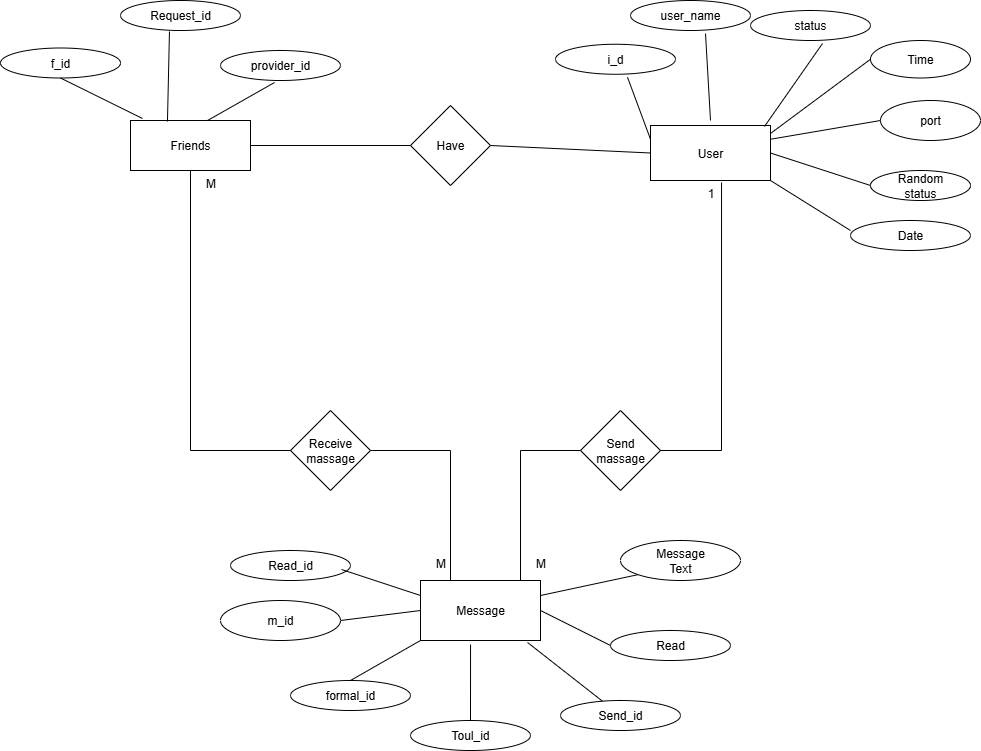 Request_id
user_name
status
f_id
provider_id
i_d
Time
port
Friends
Have
User
M
1
Random
status
Date
Receive
massage
Send
massage
M
M
Read_id
Message
Text
m_id
Message
Read
formal_id
Send_id
Toul_id